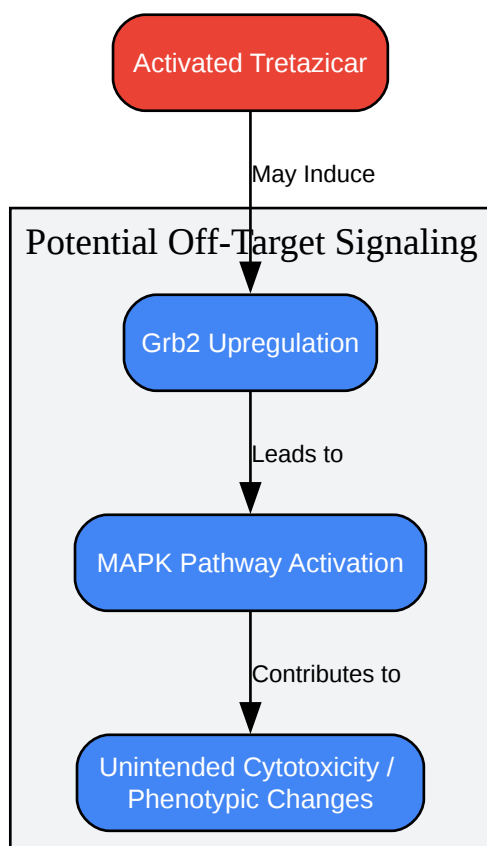 Activated Tretazicar
May Induce
Potential Off-Target Signaling
Grb2 Upregulation
Leads to
MAPK Pathway Activation
Contributes to
Unintended Cytotoxicity /
Phenotypic Changes